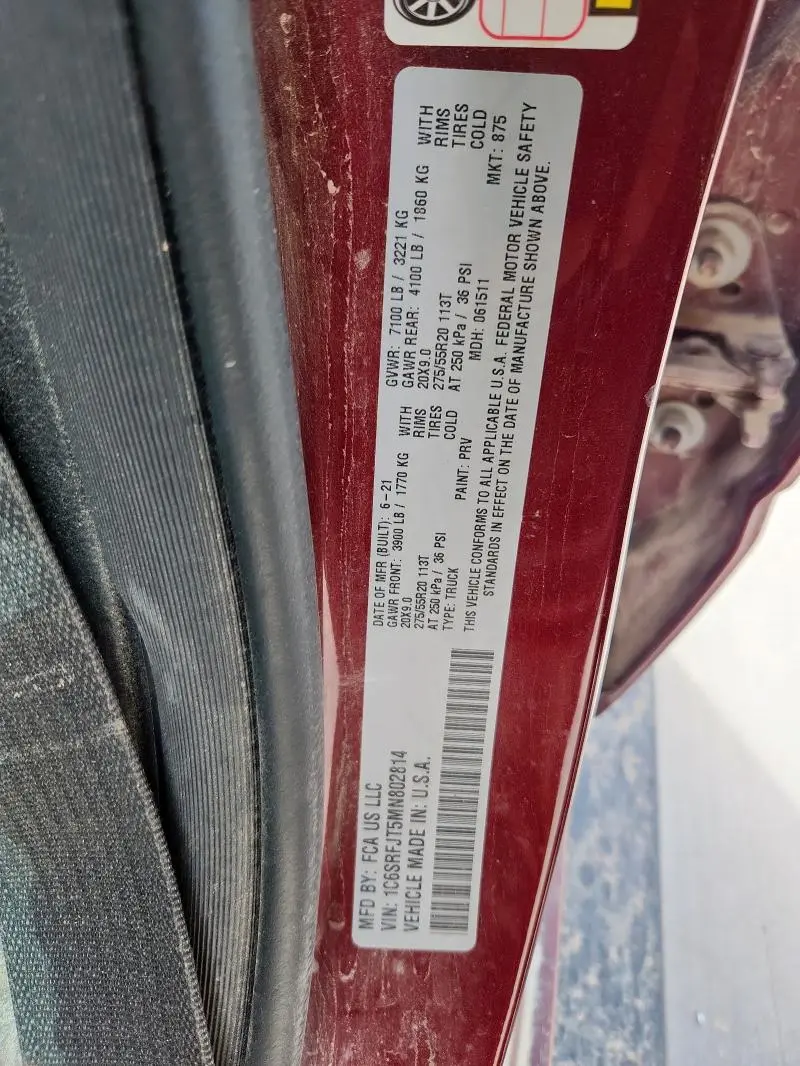 MFD BY: FCA US LLC
VIN: 1C6SRFJT5MN802814
VEHICLE MADE IN: U.S.A.
DATE OF MFR (BUILT): 6-21
GAWR FRONT: 3900 LB / 1770 KG WITH
20X9.0 RIMS
275/55R20 113T TIRES
AT 250 kPa / 36 PSI COLD
TYPE: TRUCK
PAINT: PRV
GVWR: 7100 LB / 3221 KG
GAWR REAR: 4100 LB / 1860 KG WITH
20X9.0 RIMS
275/55R20 113T TIRES
AT 250 kPa / 36 PSI COLD
MDH: 061511
MKT: 875
THIS VEHICLE CONFORMS TO ALL APPLICABLE U.S.A. FEDERAL MOTOR VEHICLE SAFETY
STANDARDS IN EFFECT ON THE DATE OF MANUFACTURE SHOWN ABOVE.